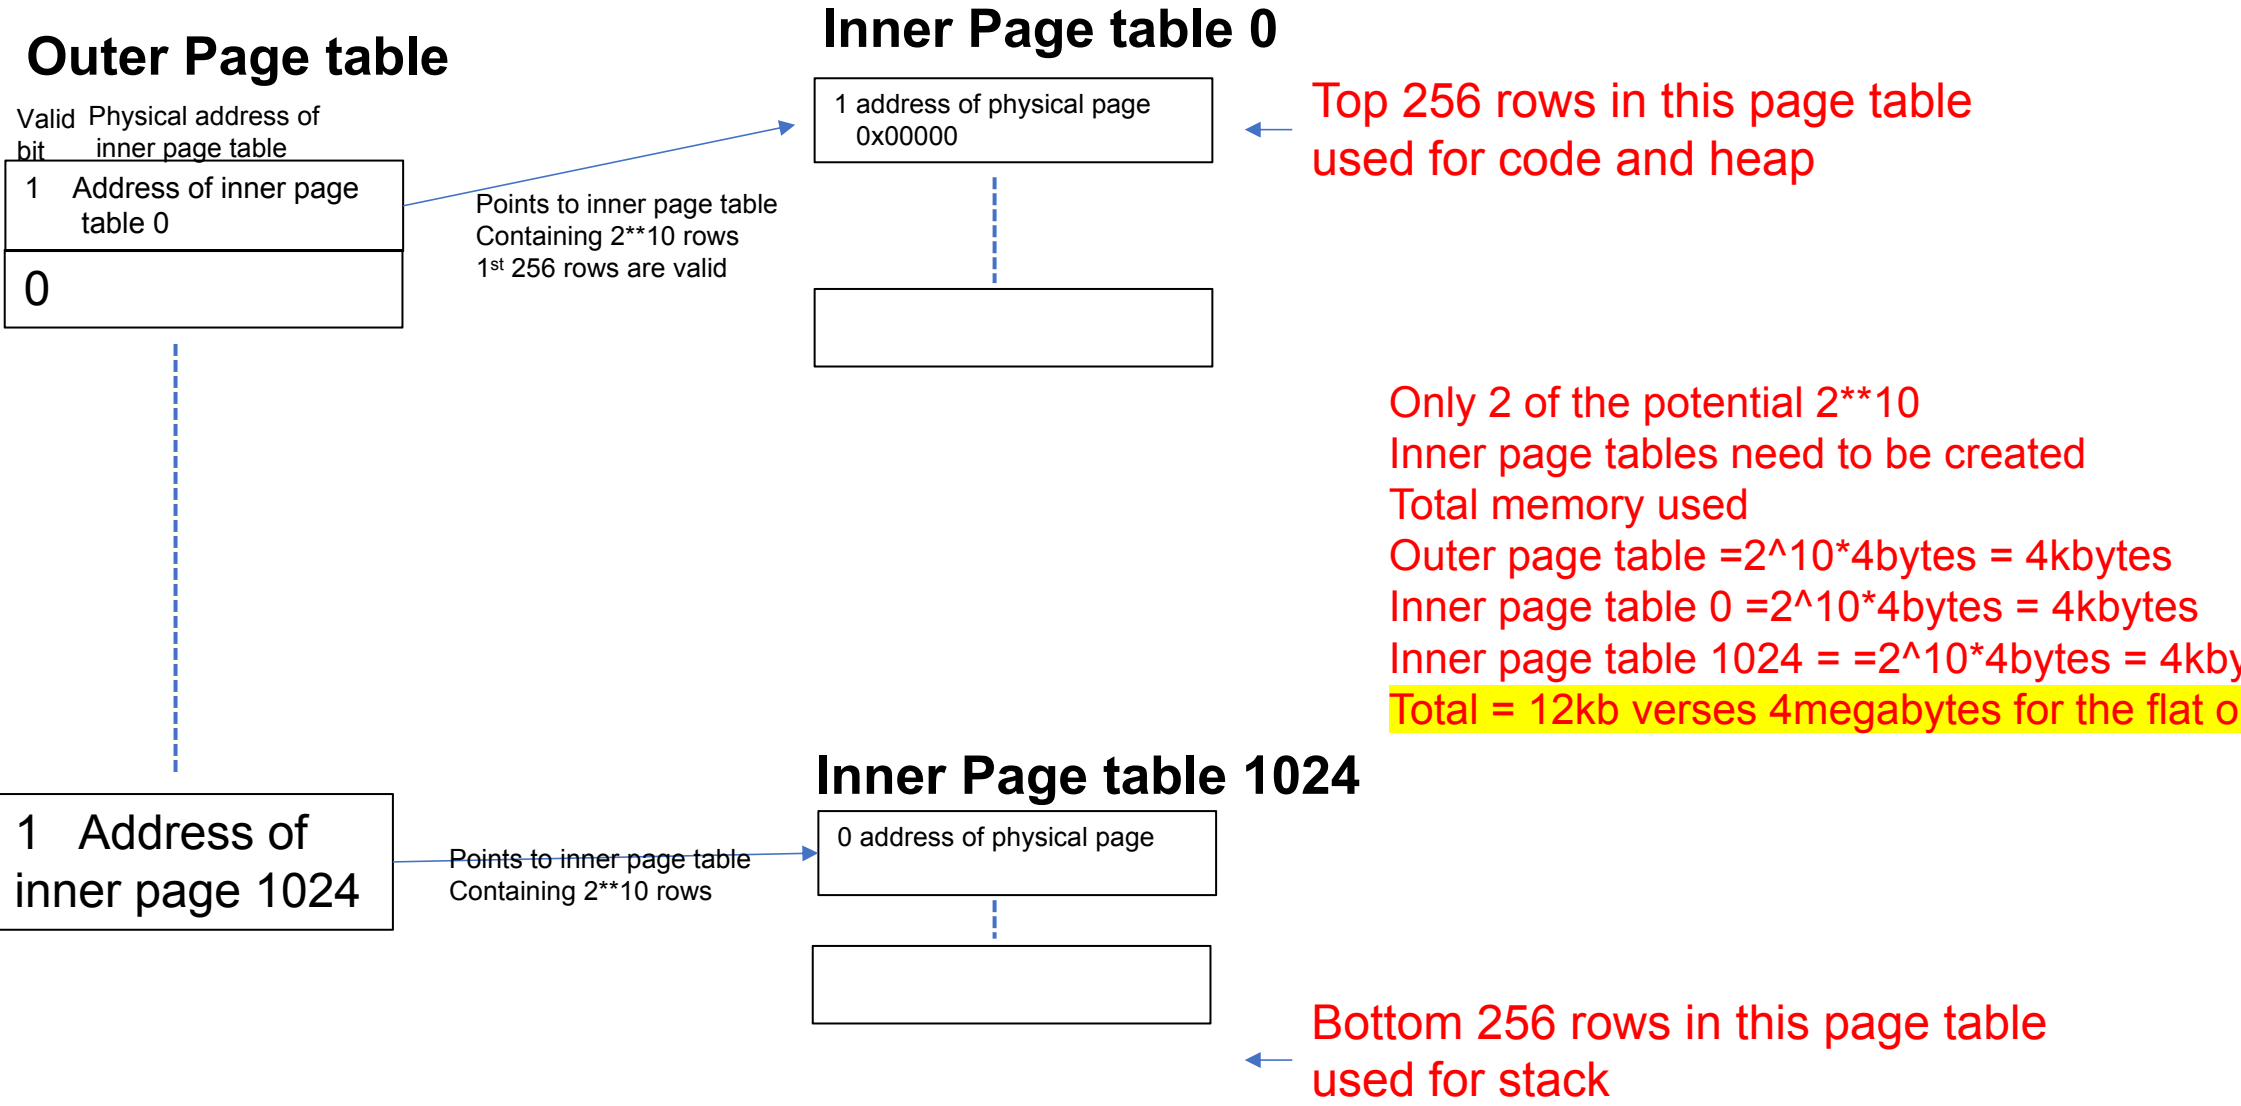 Outer Page table
Valid Physical address of
bit inner page table
1 Address of inner page
table 0
0
1 Address of
inner page 1024
Points to inner page table
Containing 2**10 rows
1st 256 rows are valid
Points to inner page table
Containing 2**10 rows
Inner Page table 0
1 address of physical page
0x00000
Inner Page table 1024
0 address of physical page
Top 256 rows in this page table
used for code and heap
Only 2 of the potential 2**10
Inner page tables need to be created
Total memory used
Outer page table =2^10*4bytes = 4kbytes
Inner page table 0 =2^10*4bytes = 4kbytes
Inner page table 1024 = =2^10*4bytes = 4kby
Total = 12kb verses 4megabytes for the flat o
Bottom 256 rows in this page table
used for stack